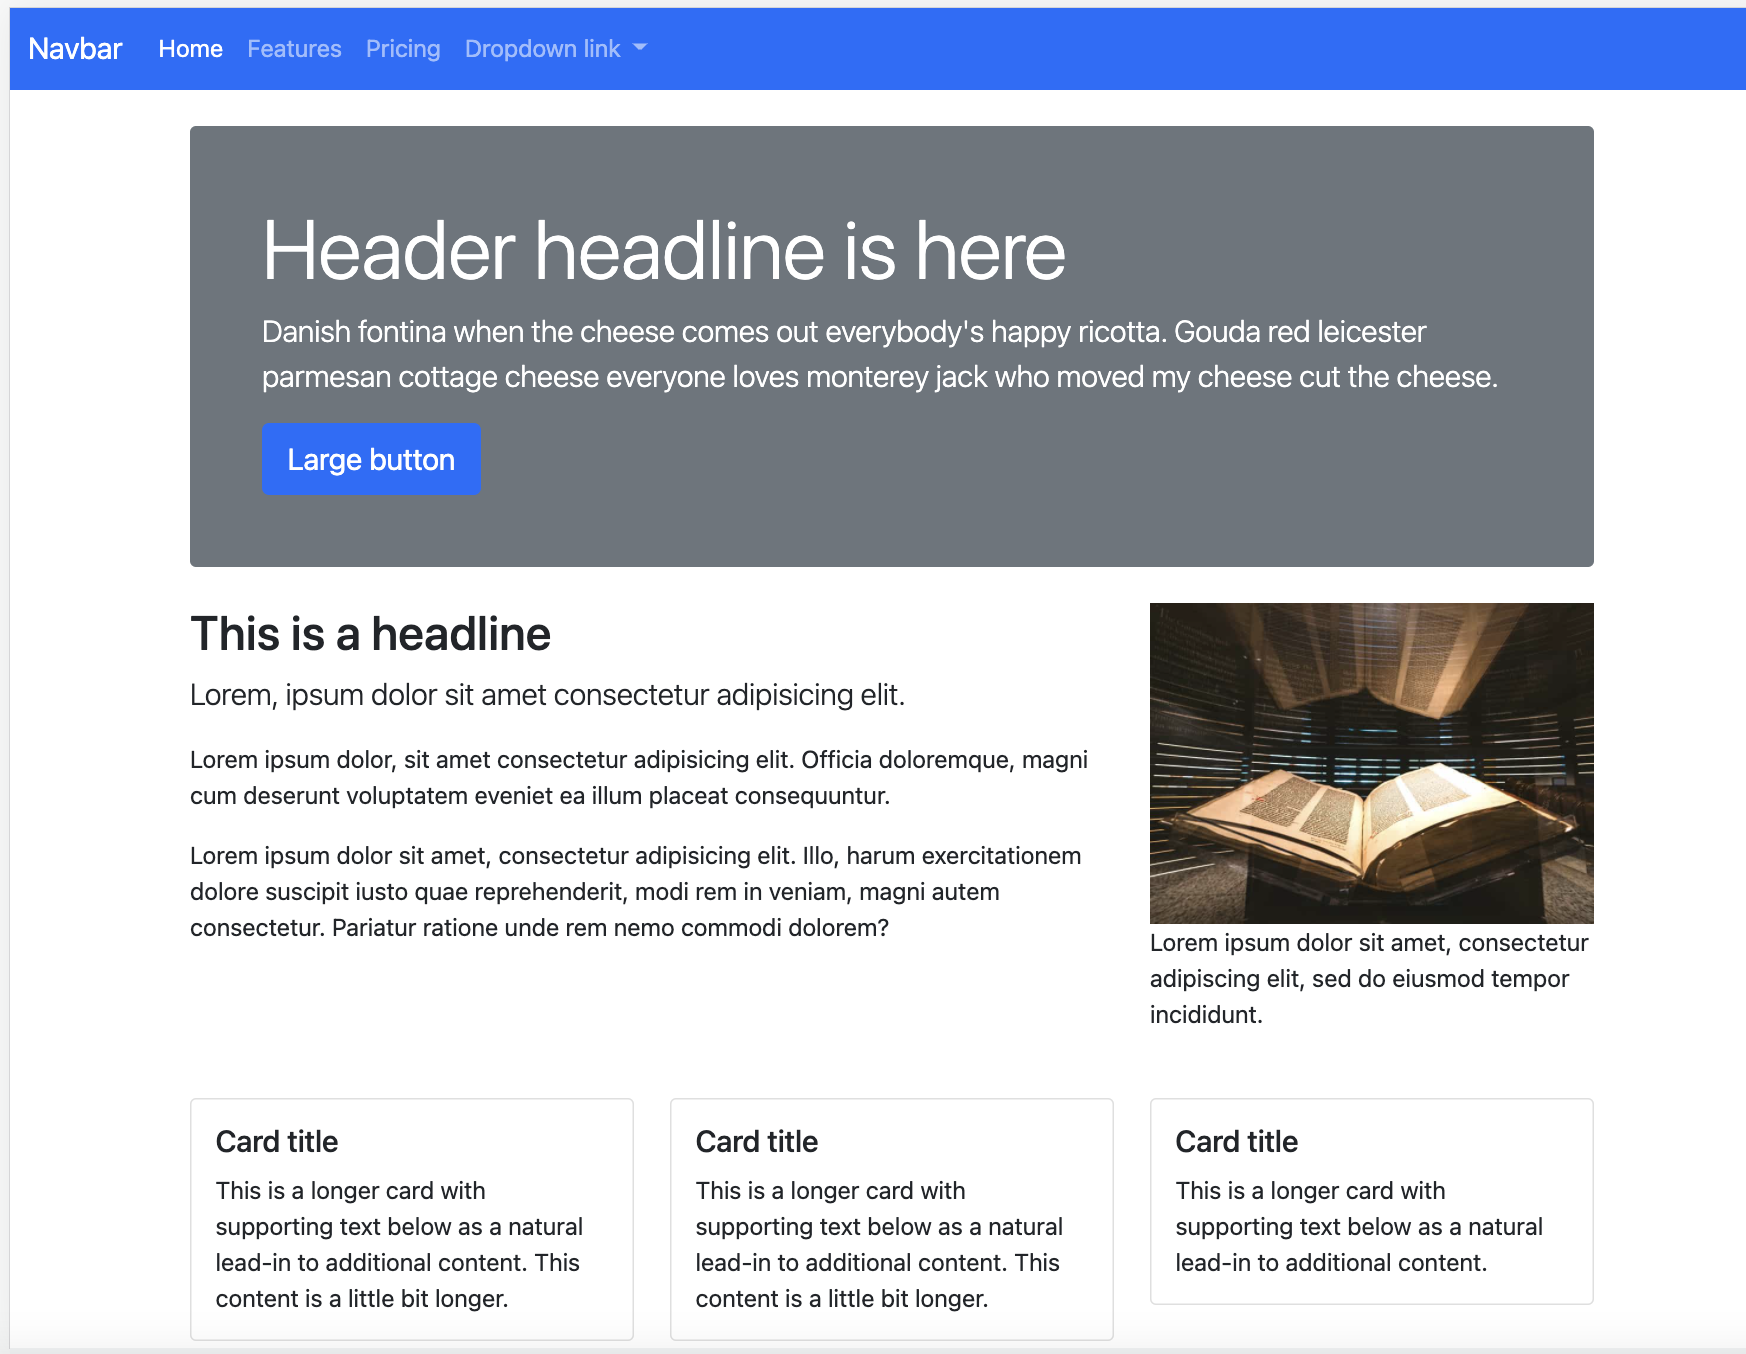 Navbar Home Features Pricing Dropdown link
Header headline is here
Danish fontina when the cheese comes out everybody's happy ricotta. Gouda red leicester
parmesan cottage cheese everyone loves monterey jack who moved my cheese cut the cheese.
Large button
This is a headline
Lorem, ipsum dolor sit amet consectetur adipisicing elit.
Lorem ipsum dolor, sit amet consectetur adipisicing elit. Officia doloremque, magni
cum deserunt voluptatem eveniet ea illum placeat consequuntur.
Lorem ipsum dolor sit amet, consectetur adipisicing elit. Illo, harum exercitationem
dolore suscipit iusto quae reprehenderit, modi rem in veniam, magni autem
consectetur. Pariatur ratione unde rem nemo commodi dolorem?
Lorem ipsum dolor sit amet, consectetur
adipiscing elit, sed do eiusmod tempor
incididunt.
Card title
This is a longer card with
supporting text below as a natural
lead-in to additional content. This
content is a little bit longer.
Card title
This is a longer card with
supporting text below as a natural
lead-in to additional content. This
content is a little bit longer.
Card title
This is a longer card with
supporting text below as a natural
lead-in to additional content.